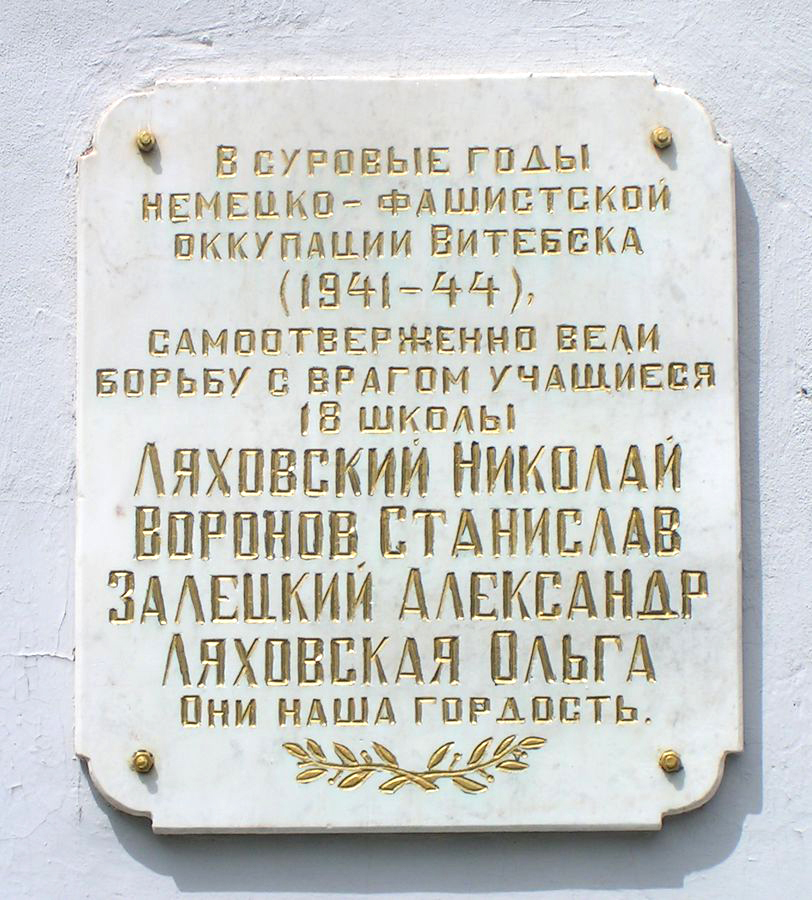 В суровые годы
немецко-фашистской
оккупации Витебска
(1941-44),
самоотверженно вели
борьбу с врагом учащиеся
18 школы
Ляховский Николай
Воронов Станислав
Залецкий Александр
Ляховская Ольга
Они наша гордость.